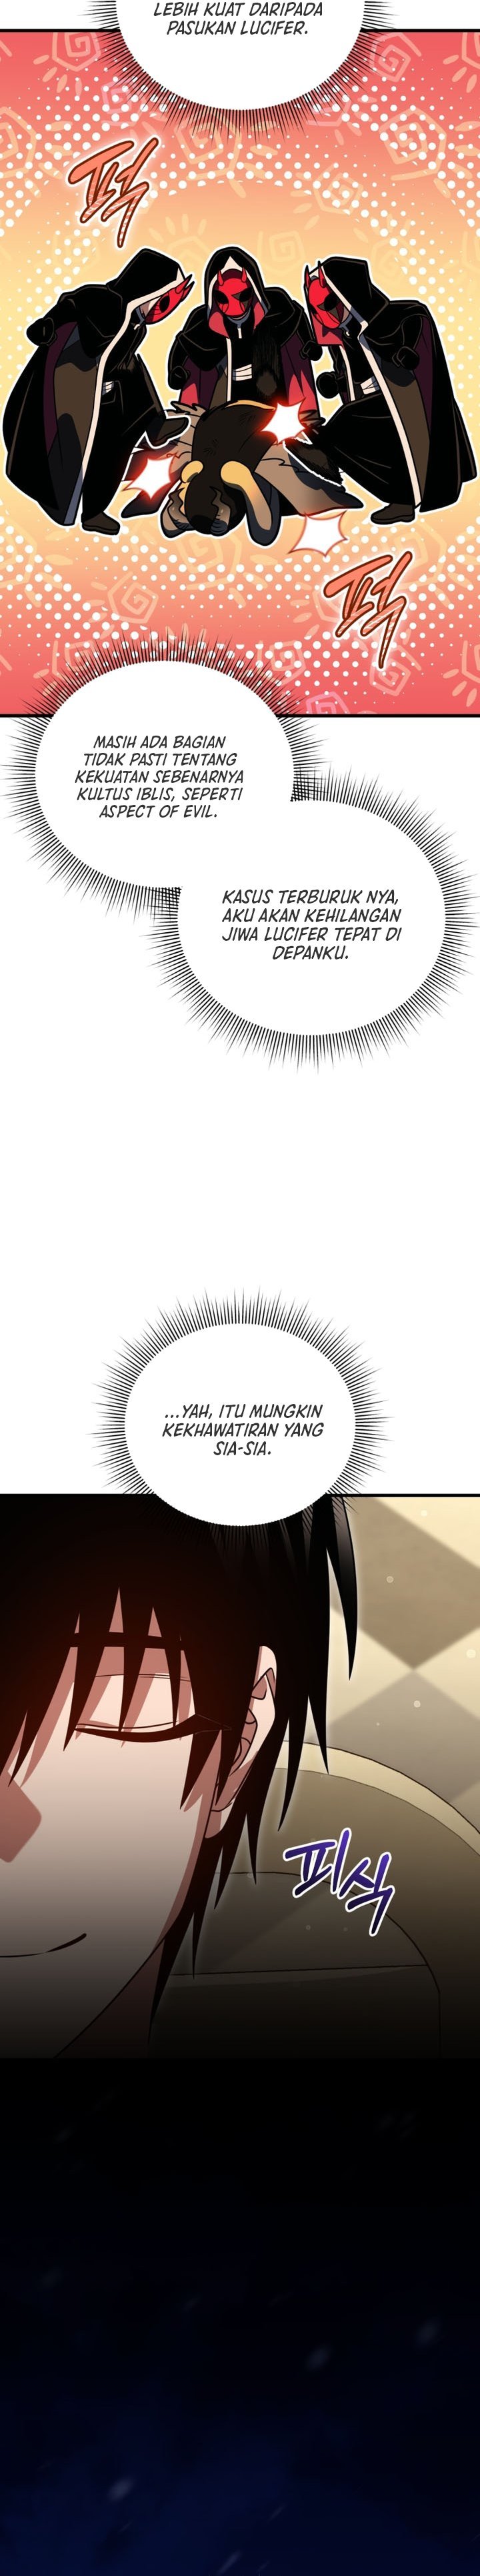 LEBIH KUAT DARIPADA
PASUKAN LUCIFER.
퍽
퍽
MASIH ADA BAGIAN
TIDAK PASTI TENTANG
KEKUATAN SEBENARNYA
KULTUS IBLIS, SEPERTI
ASPECT OF EVIL.
KASUS TERBURUK NYA,
AKU AKAN KEHILANGAN
JIWA LUCIFER TEPAT DI
DEPANKU.
...YAH, ITU MUNGKIN
KEKHAWATIRAN YANG
SIA-SIA.
피식